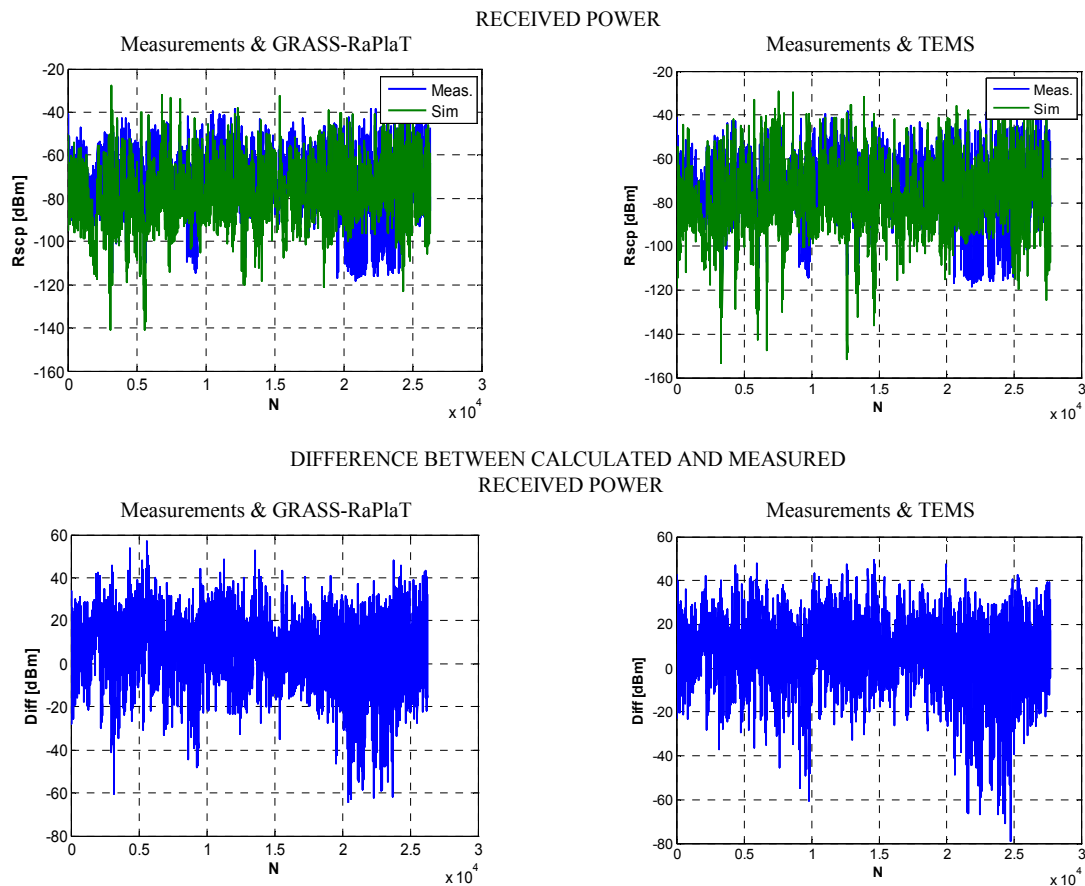 RECEIVED POWER
Measurements & GRASS-RaPlaT
Measurements & TEMS
-20
-40
-60
-80
-100
-120
-140
-160
Rscp [dBm]
Meas.
Sim
0
0.5
1
1.5
2
2.5
3
N
x 10^4
-20
-40
-60
-80
-100
-120
-140
-160
Rscp [dBm]
Meas.
Sim
0
0.5
1
1.5
2
2.5
3
N
x 10^4
DIFFERENCE BETWEEN CALCULATED AND MEASURED
RECEIVED POWER
Measurements & GRASS-RaPlaT
Measurements & TEMS
60
40
20
0
-20
-40
-60
-80
Diff [dBm]
0
0.5
1
1.5
2
2.5
3
N
x 10^4
60
40
20
0
-20
-40
-60
-80
Diff [dBm]
0
0.5
1
1.5
2
2.5
3
N
x 10^4